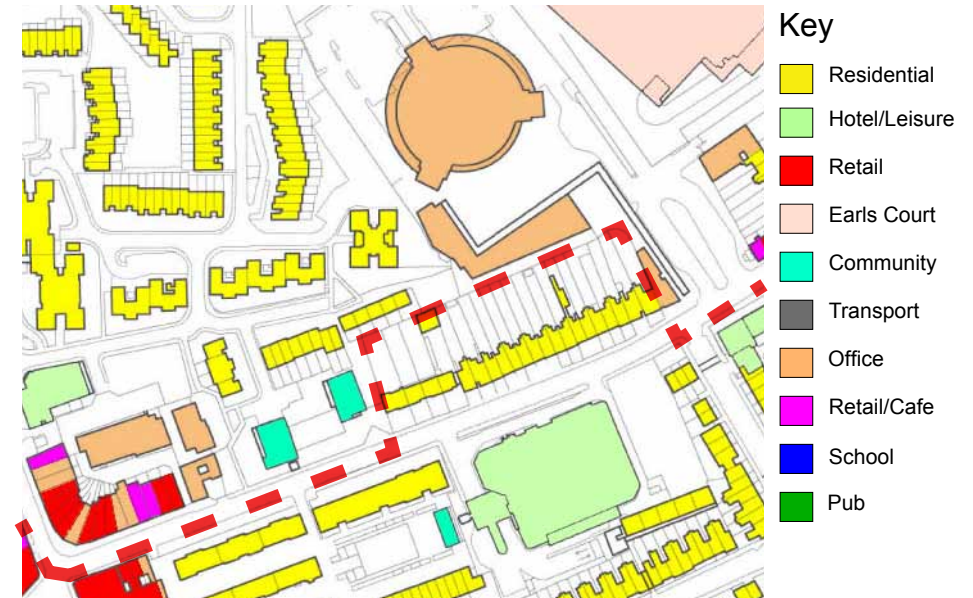 Key
Residential
Hotel/Leisure
Retail
Earls Court
Community
Transport
Office
Retail/Cafe
School
Pub